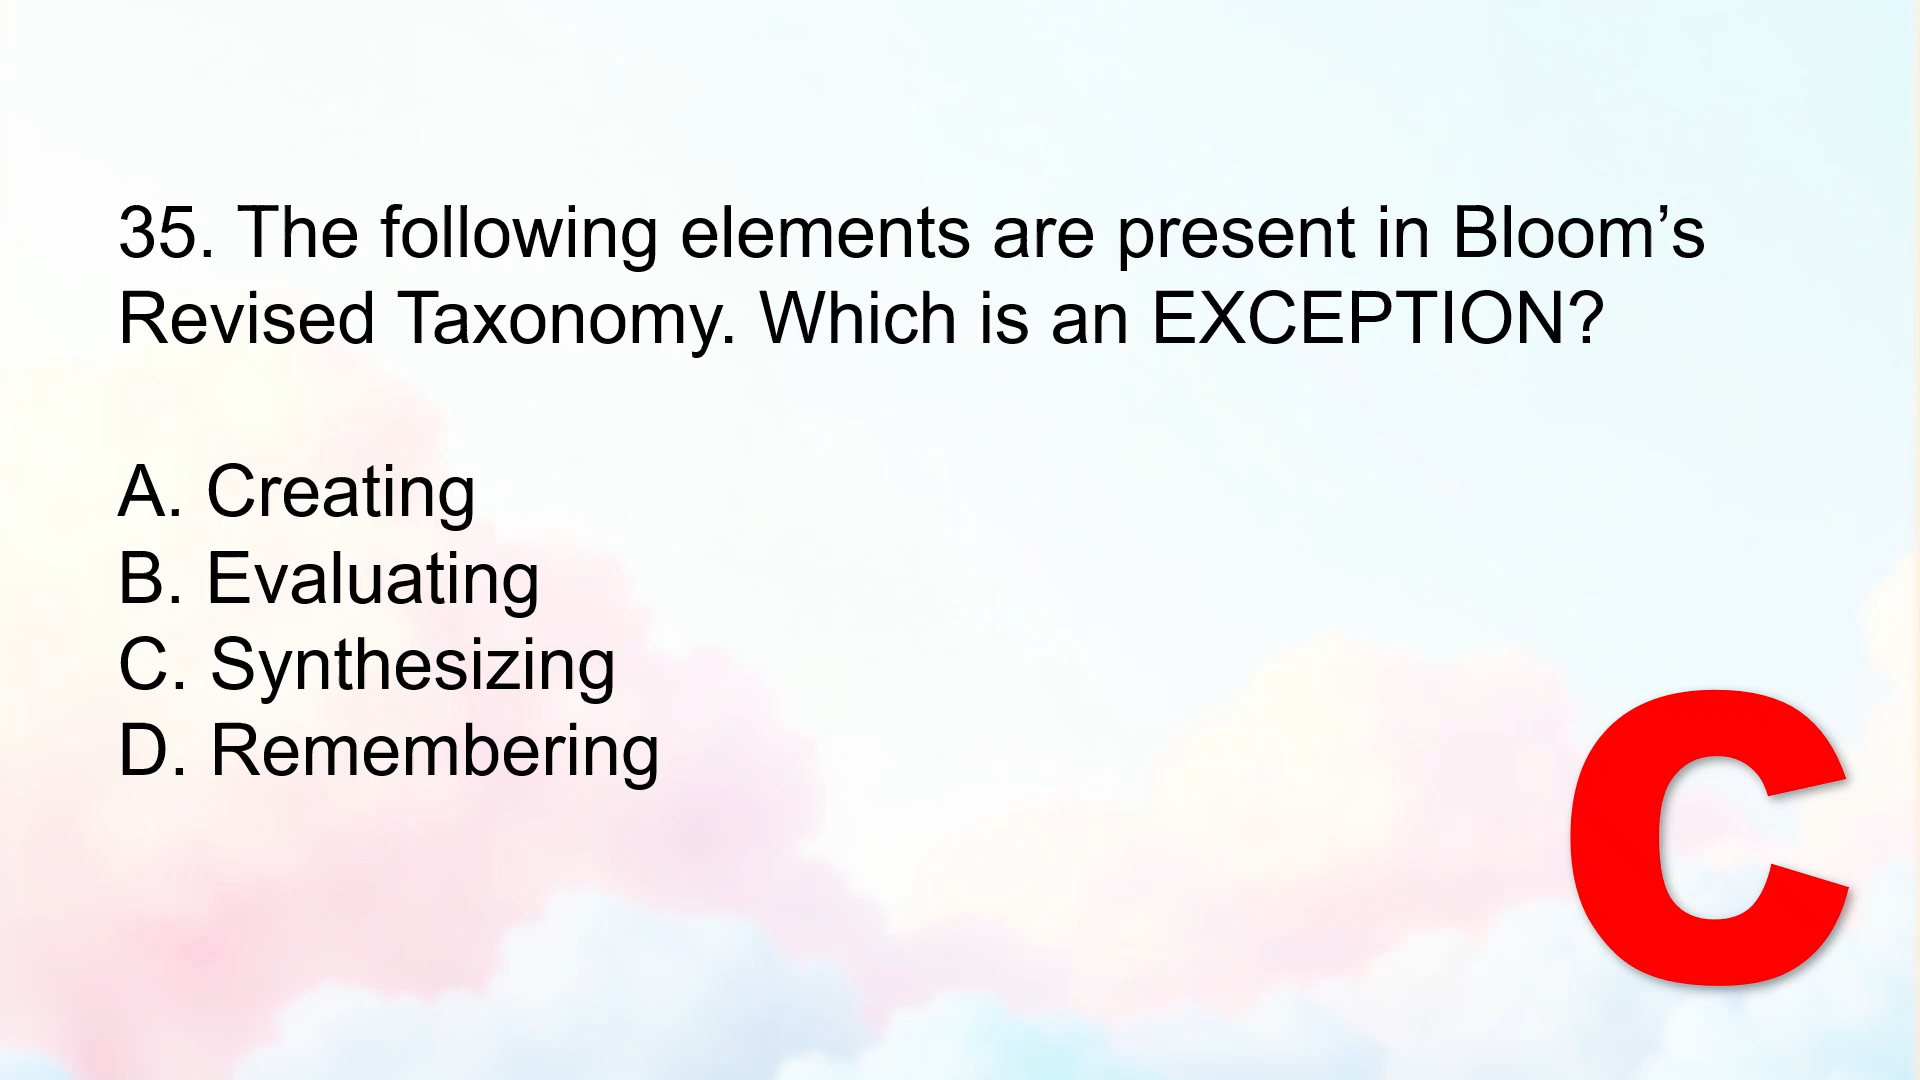 35. The following elements are present in Bloom’s
Revised Taxonomy. Which is an EXCEPTION?
A. Creating
B. Evaluating
C. Synthesizing
D. Remembering
C